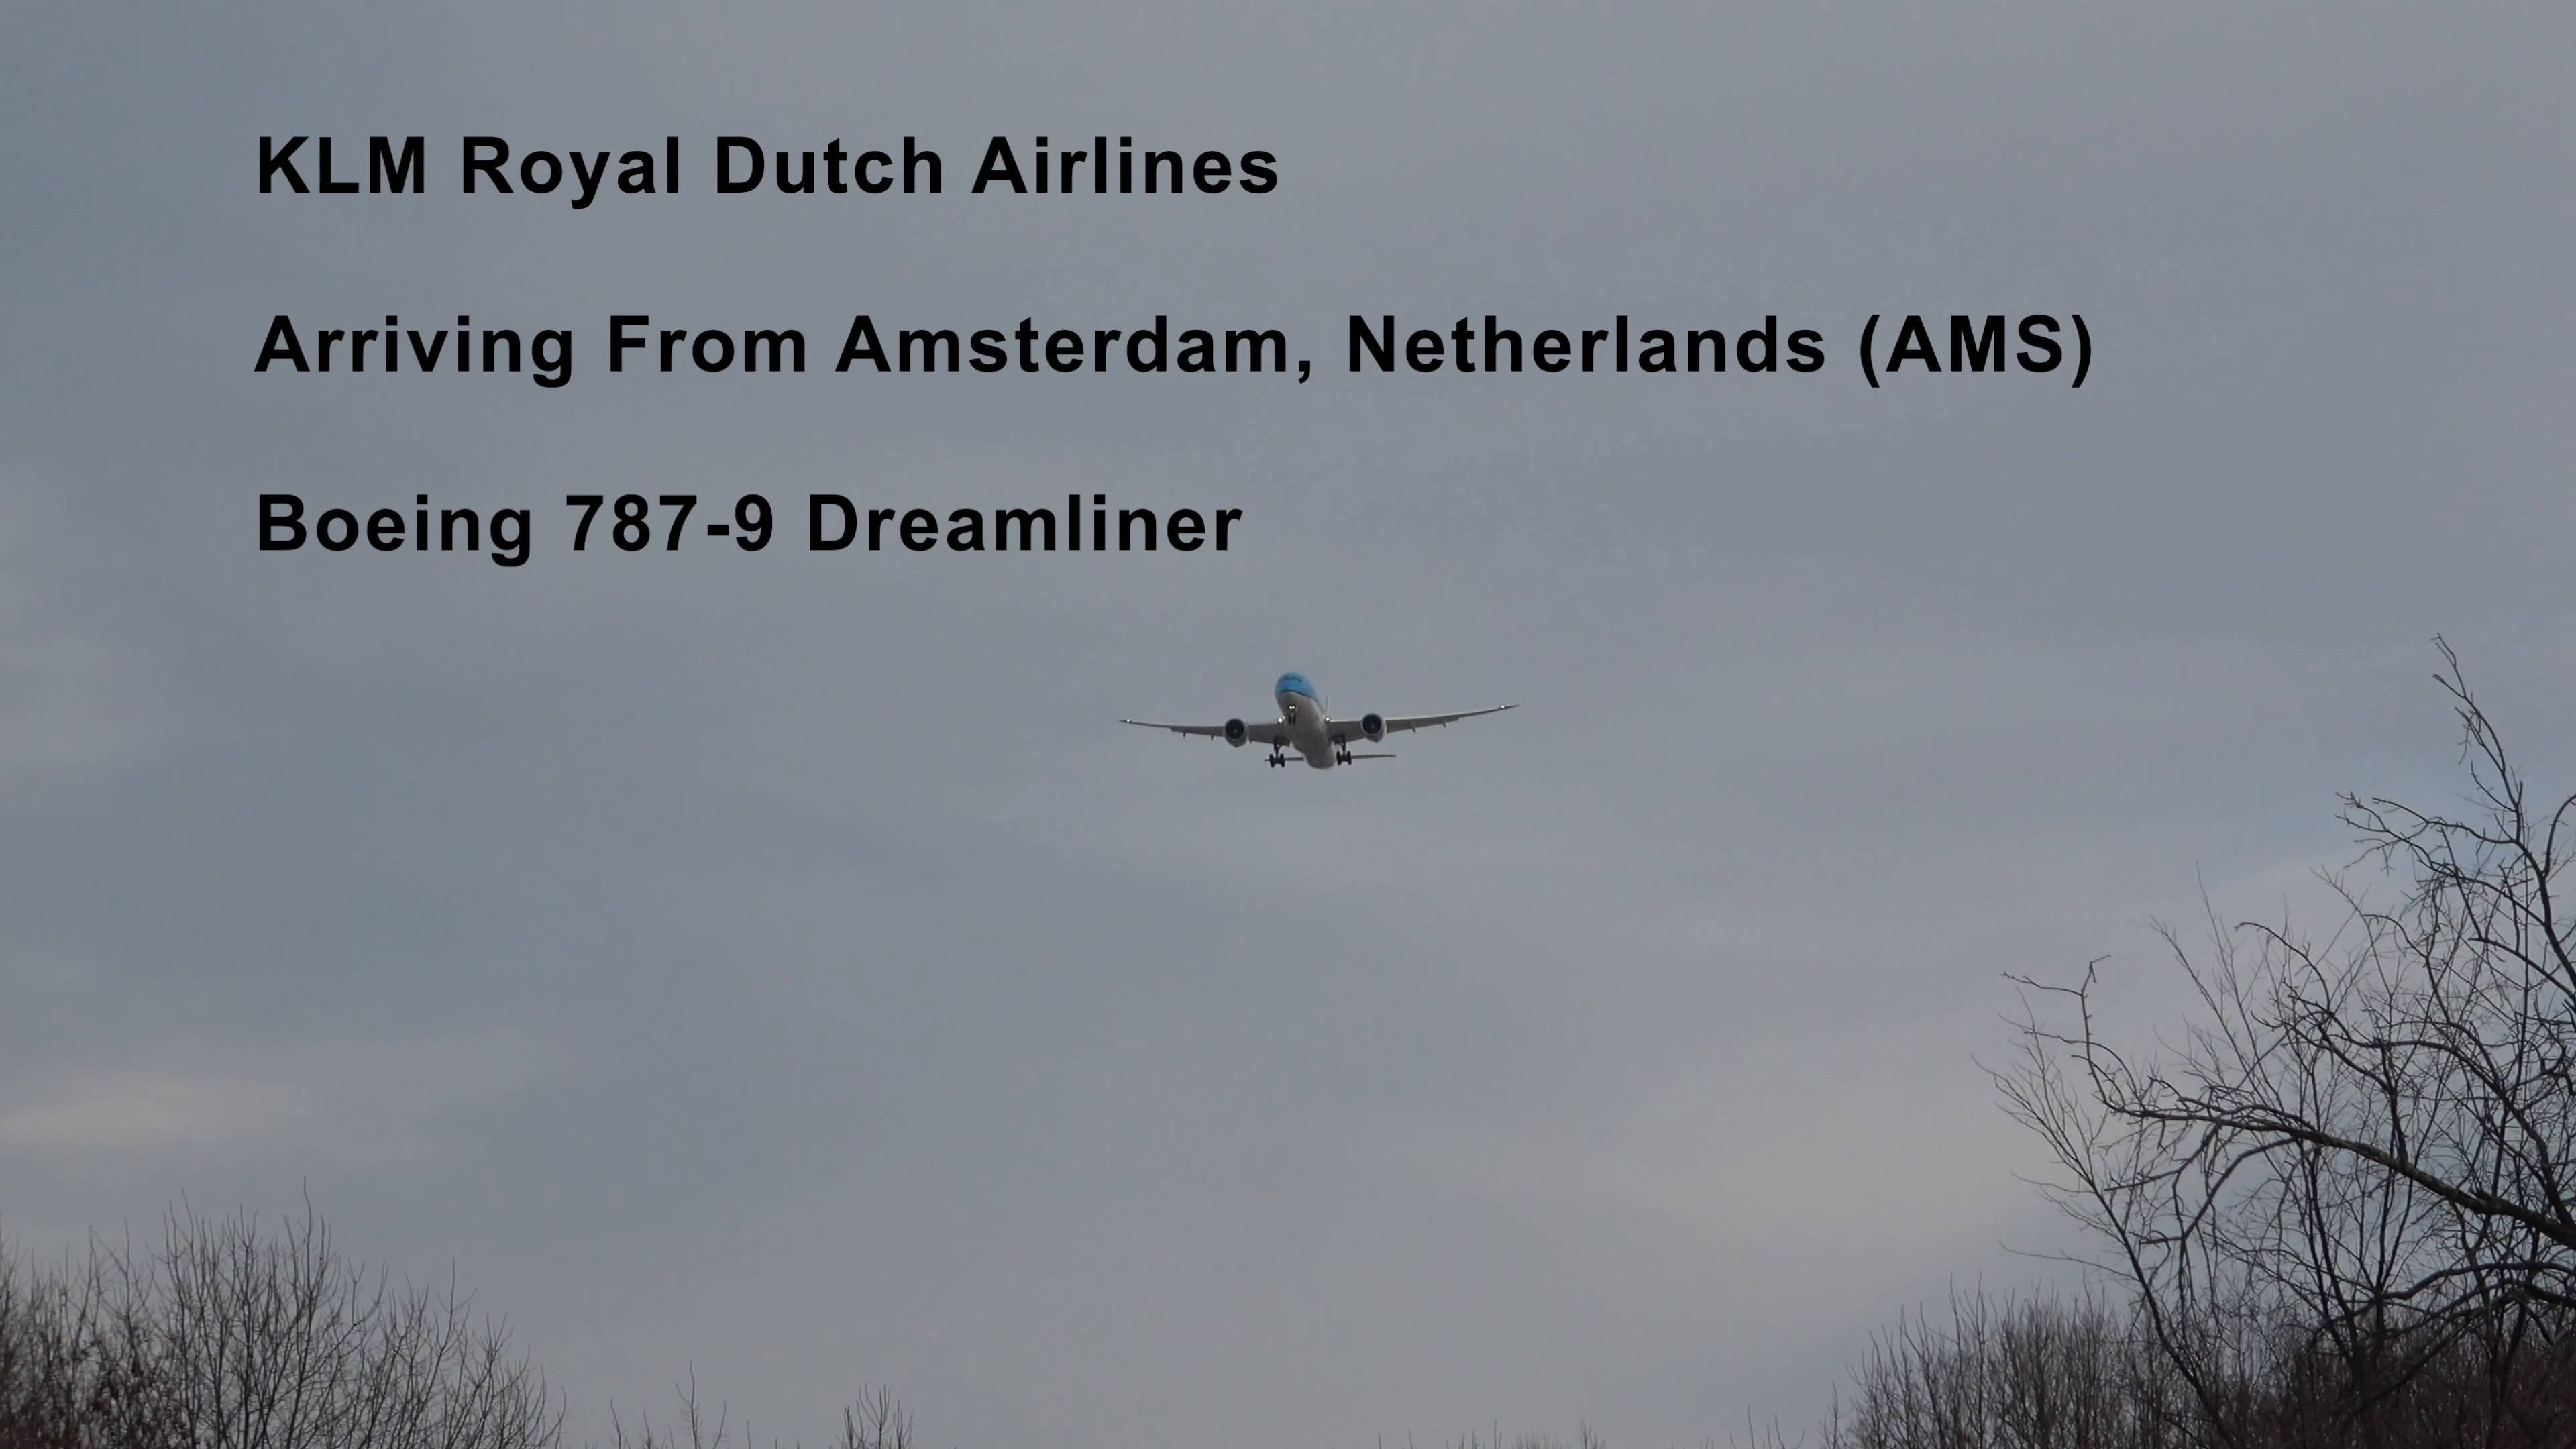 KLM Royal Dutch Airlines
Arriving From Amsterdam, Netherlands (AMS)
Boeing 787-9 Dreamliner